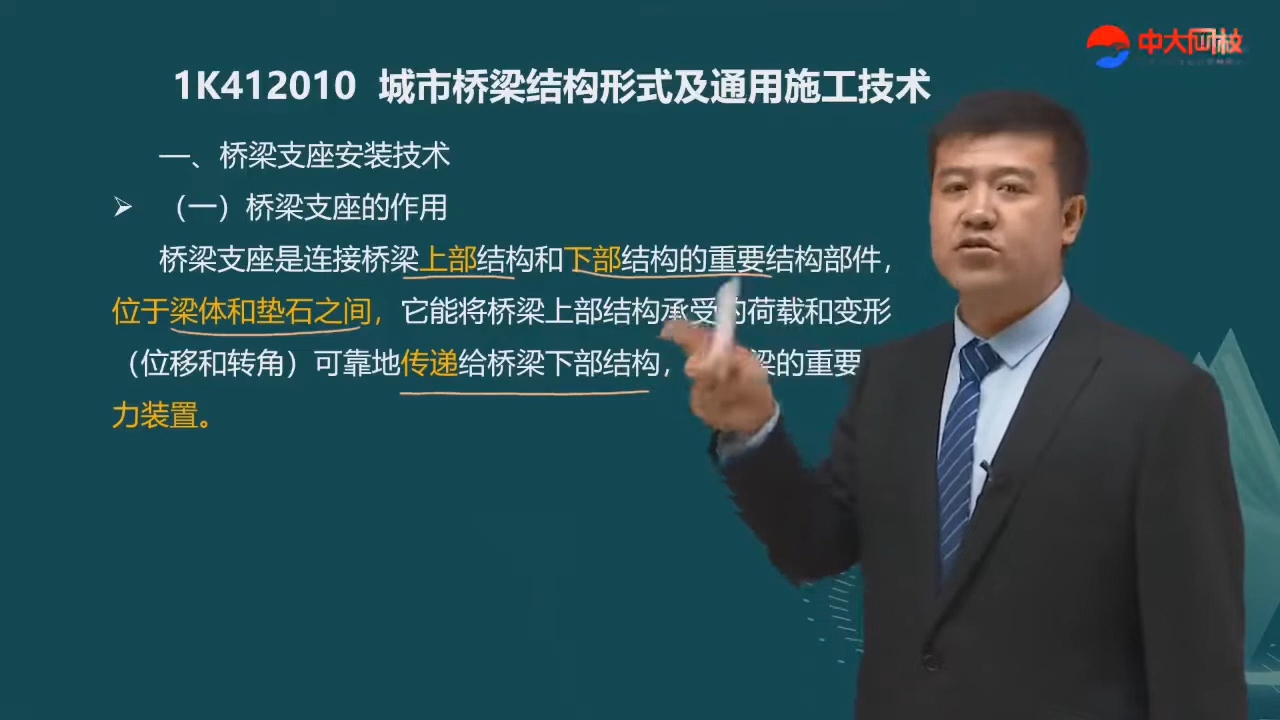 中大网校
1K412010 城市桥梁结构形式及通用施工技术
一、桥梁支座安装技术
（一）桥梁支座的作用
桥梁支座是连接桥梁上部结构和下部结构的重要结构部件，
位于梁体和垫石之间，它能将桥梁上部结构承受的荷载和变形
（位移和转角）可靠地传递给桥梁下部结构，梁的重要
力装置。